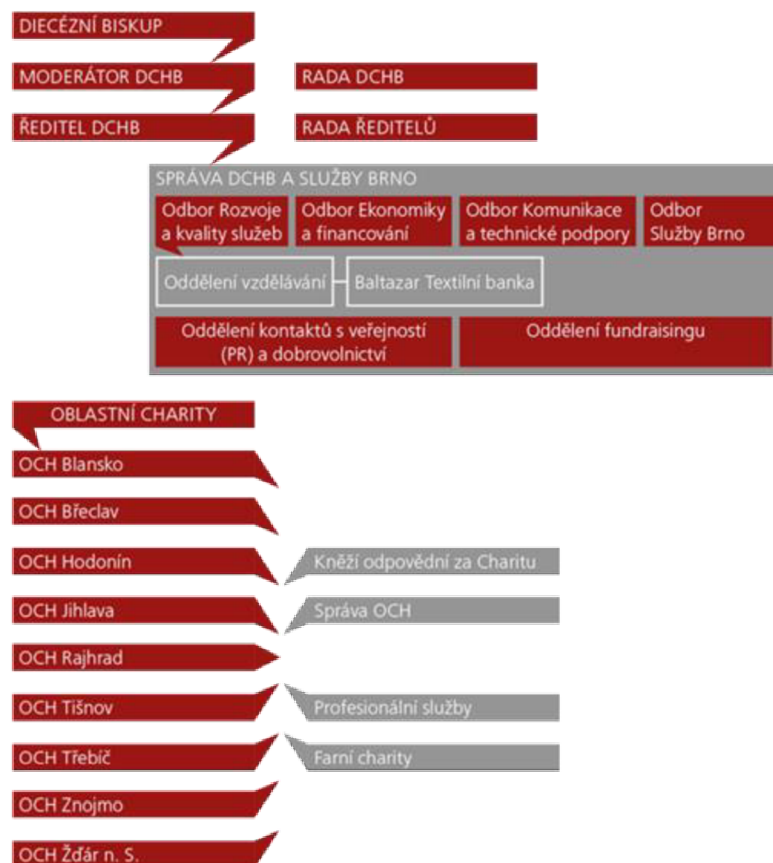 DIECÉZNÍ BISKUP
MODERÁTOR DCHB
RADA DCHB
ŘEDITEL DCHB
RADA ŘEDITELŮ
SPRÁVA DCHB A SLUŽBY BRNO
Odbor Rozvoje
a kvality služeb
Odbor Ekonomiky
a financování
Odbor Komunikace
a technické podpory
Odbor
Služby Brno
Oddělení vzdělávání
Baltazar Textilní banka
Oddělení kontaktů s veřejností
(PR) a dobrovolnictví
Oddělení fundraisingu
OBLASTNÍ CHARITY
OCH Blansko
OCH Břeclav
OCH Hodonín
Kněží odpovědní za Charitu
OCH Jihlava
Správa OCH
OCH Rajhrad
OCH Tišnov
Profesionální služby
OCH Třebíč
Farní charity
OCH Znojmo
OCH Žďár n. S.